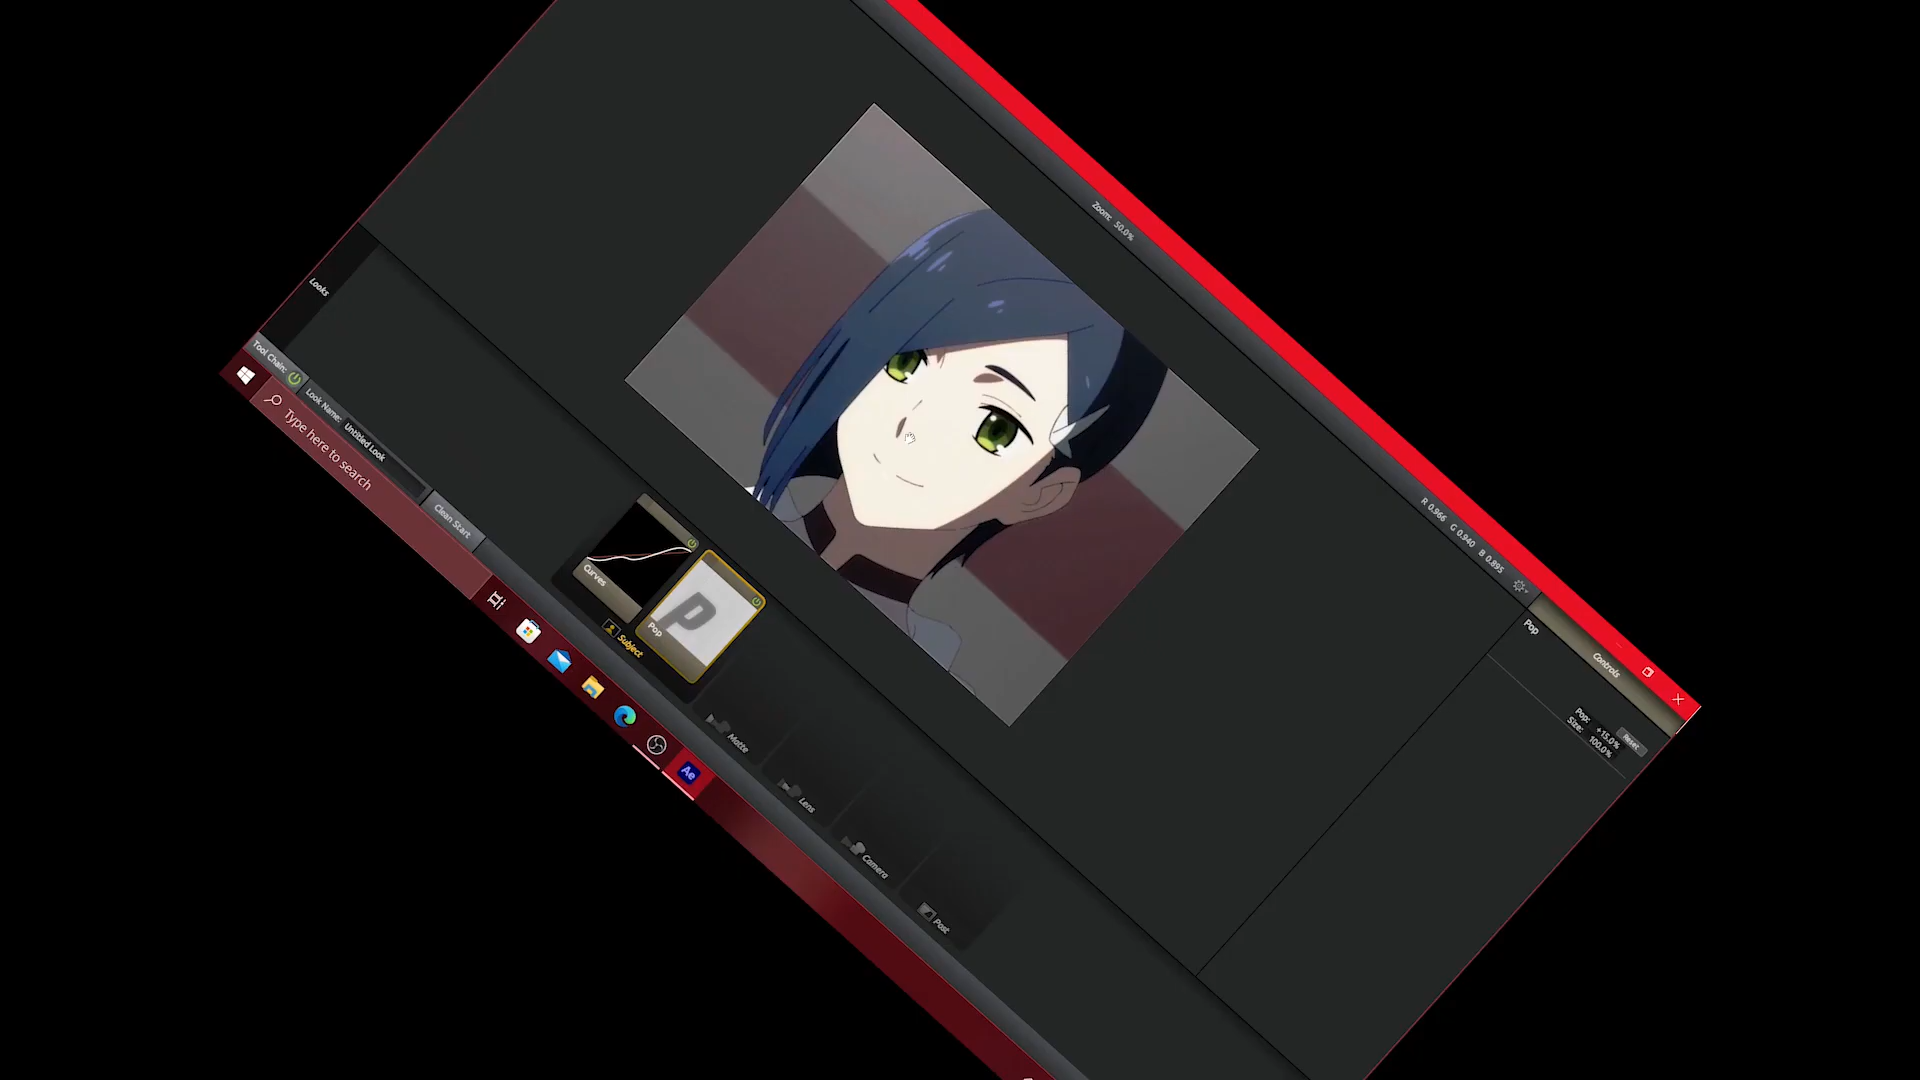 Zoom: 50.0%
R 0.966 G 0.940 B 0.895
Controls
Pop
Pop: +15.0%
Size: 100.0%
Reset
Looks
Tool Chain:
Look Name: Untitled Look
Clean Start
Curves
Pop
P
Subject
Matte
Lens
Camera
Post
Type here to search
Ae